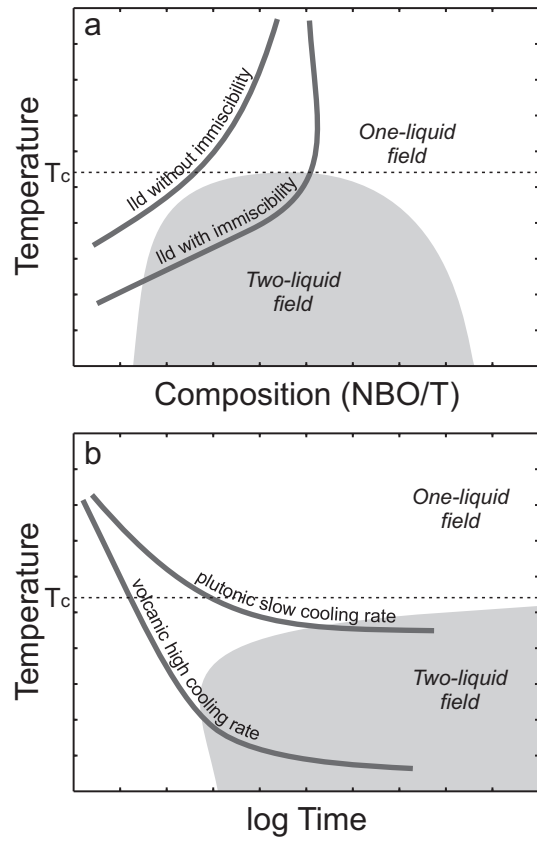 a
Temperature
Tc
lld without immiscibility
lld with immiscibility
One-liquid
field
Two-liquid
field
Composition (NBO/T)
b
Temperature
Tc
plutonic slow cooling rate
volcanic high cooling rate
One-liquid
field
Two-liquid
field
log Time